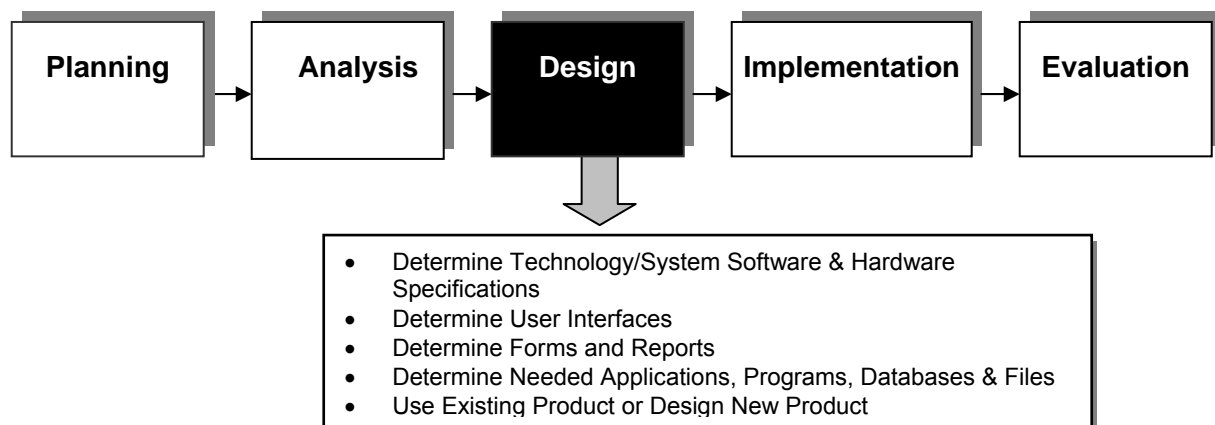 Planning
Analysis
Design
Implementation
Evaluation
• Determine Technology/System Software & Hardware
Specifications
• Determine User Interfaces
• Determine Forms and Reports
• Determine Needed Applications, Programs, Databases & Files
• Use Existing Product or Design New Product